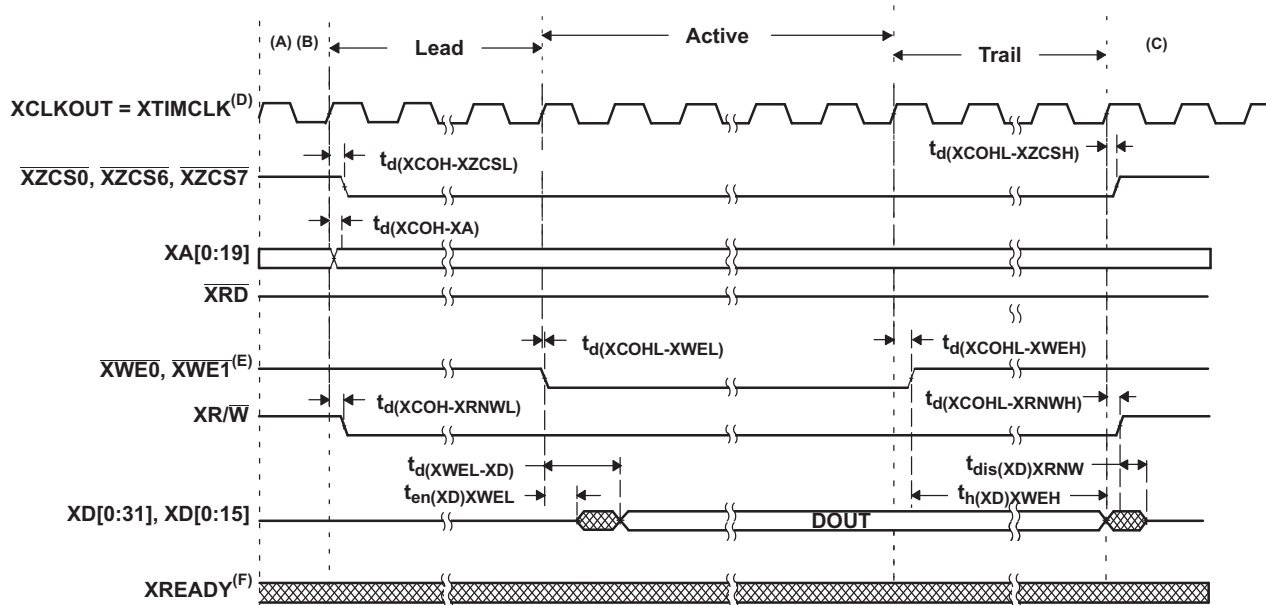 (A) (B)
Lead
Active
Trail
(C)
XCLKOUT = XTIMCLK(D)
td(XCOH-XZCSL)
td(XCOHL-XZCSH)
XZCS0, XZCS6, XZCS7
td(XCOH-XA)
XA[0:19]
XRD
td(XCOHL-XWEL)
td(XCOHL-XWEH)
XWE0, XWE1(E)
td(XCOH-XRNWL)
td(XCOHL-XRNWH)
XR/W
td(XWEL-XD)
tdis(XD)XRNW
ten(XD)XWEL
th(XD)XWEH
XD[0:31], XD[0:15]
DOUT
XREADY(F)